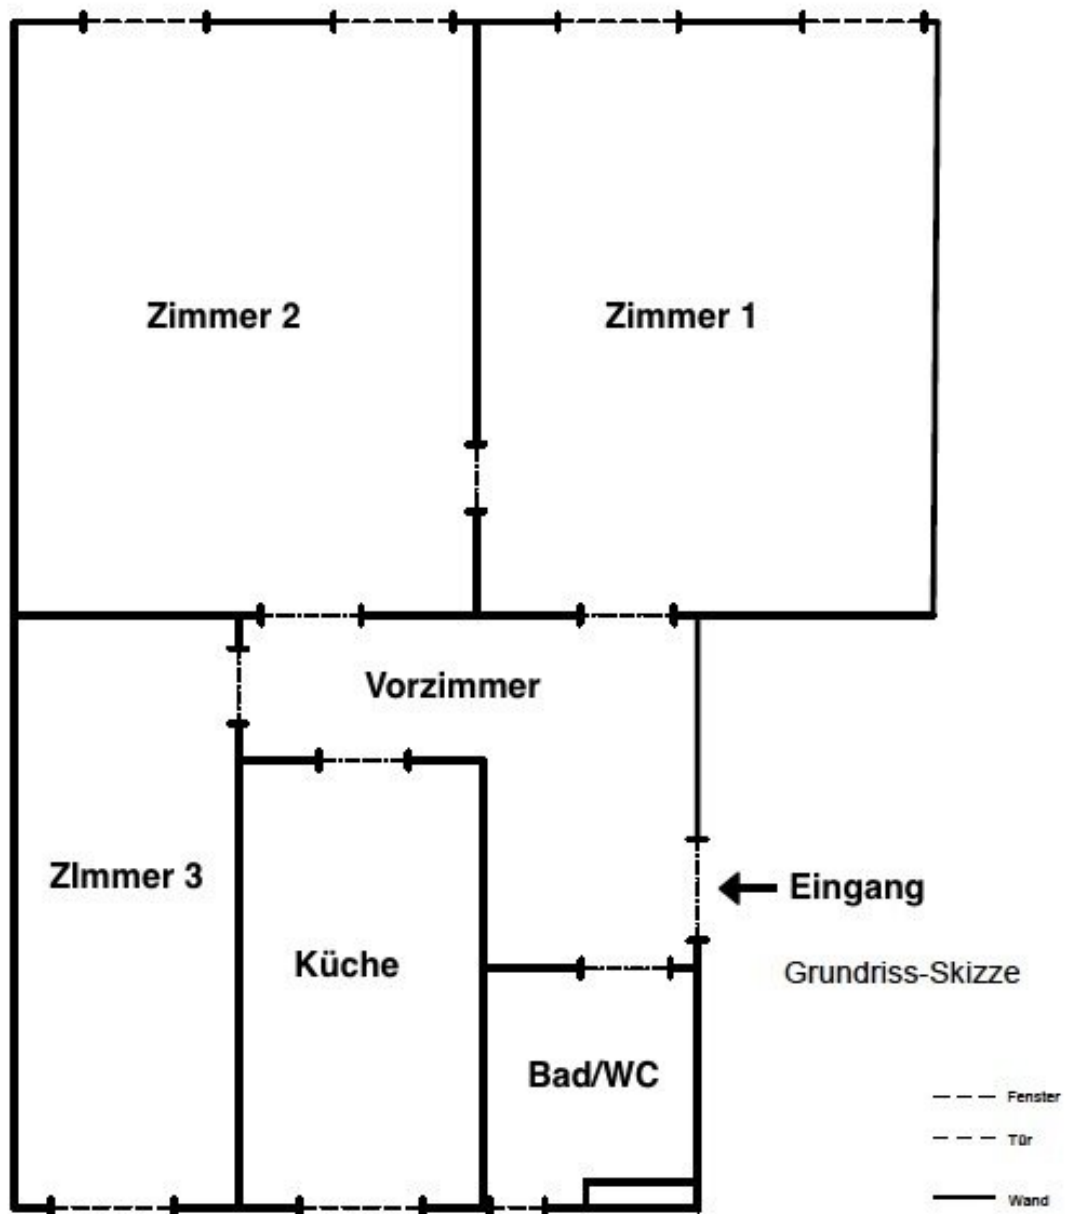 Zimmer 2
Zimmer 1
Vorzimmer
ZImmer 3
Eingang
Küche
Grundriss-Skizze
Bad/WC
Fenster
Tür
Wand